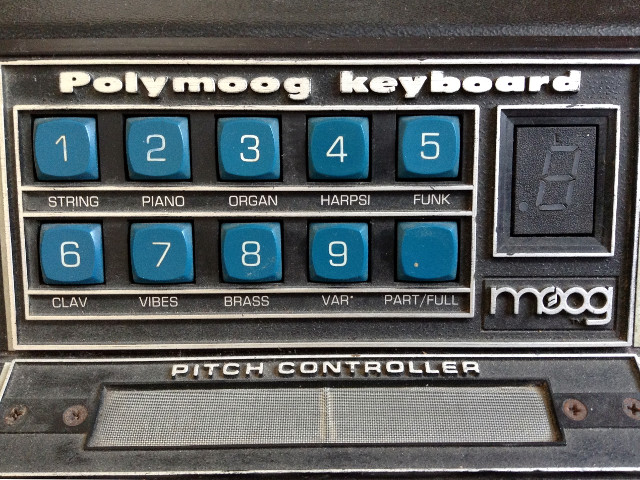 Polymoog keyboard
1 2 3 4 5
STRING PIANO ORGAN HARPSI FUNK
6 7 8 9
CLAV VIBES BRASS VAR* PART/FULL
moog
PITCH CONTROLLER